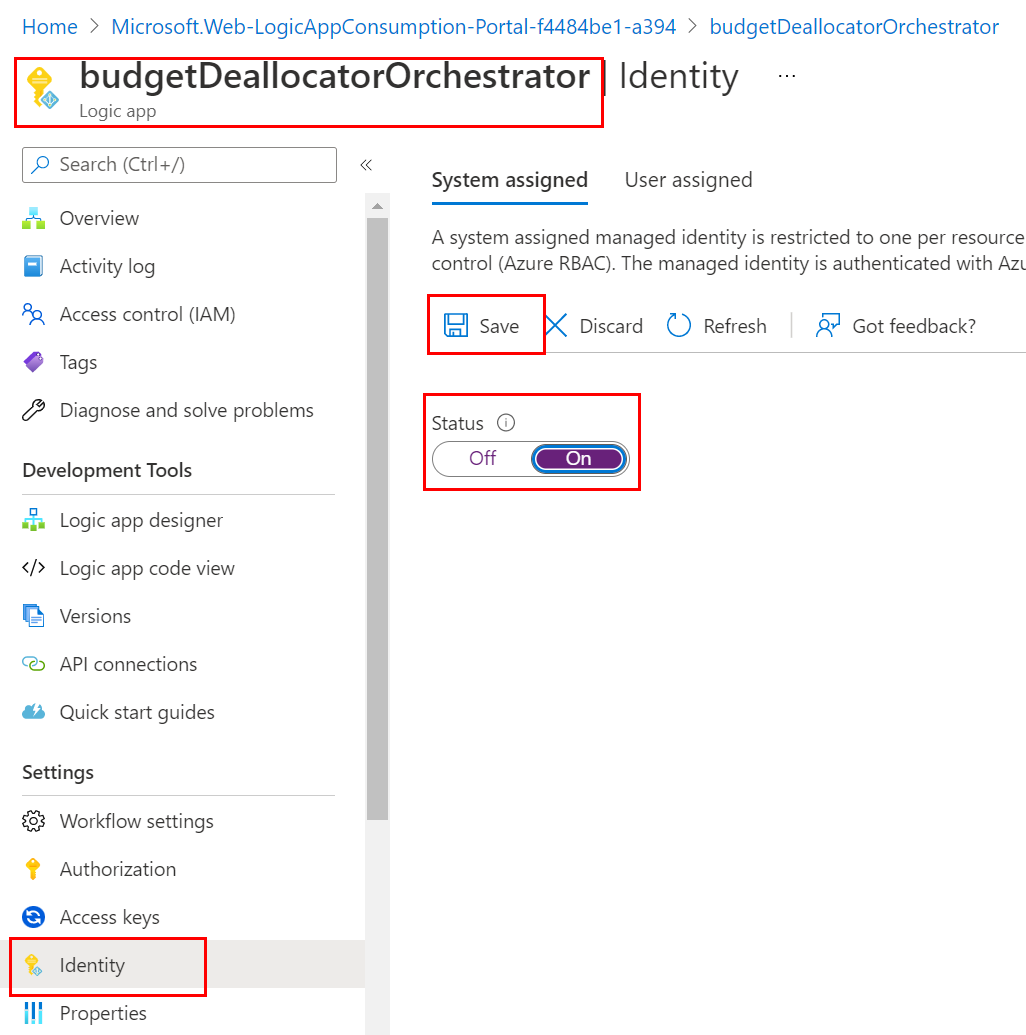 Home > Microsoft.Web-LogicAppConsumption-Portal-f4484be1-a394 > budgetDeallocatorOrchestrator
budgetDeallocatorOrchestrator | Identity ...
Logic app
Search (Ctrl+/)
«
Overview
Activity log
Access control (IAM)
Tags
Diagnose and solve problems
Development Tools
Logic app designer
Logic app code view
Versions
API connections
Quick start guides
Settings
Workflow settings
Authorization
Access keys
Identity
Properties
System assigned User assigned
A system assigned managed identity is restricted to one per resource
control (Azure RBAC). The managed identity is authenticated with Azu
Save Discard Refresh | Got feedback?
Status
Off On